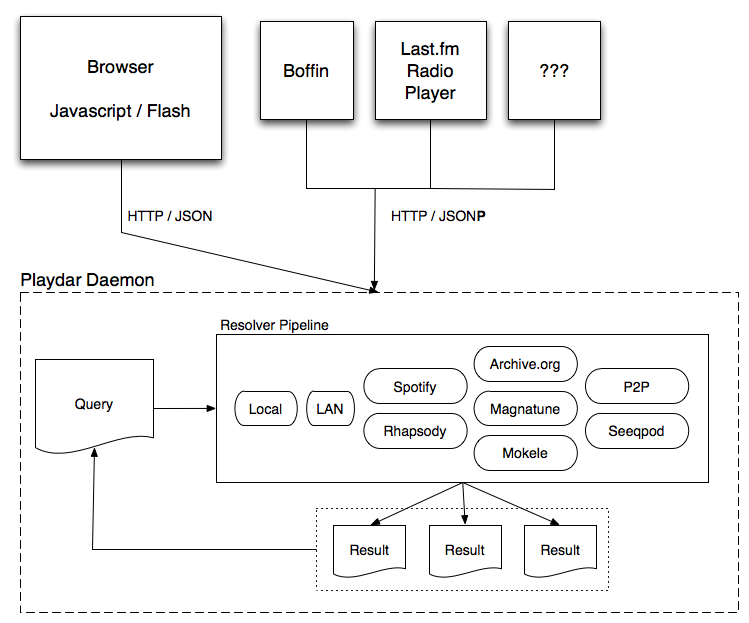 Browser
Javascript / Flash
Boffin
Last.fm
Radio
Player
???
HTTP / JSON
HTTP / JSONP
Playdar Daemon
Resolver Pipeline
Query
Local
LAN
Spotify
Rhapsody
Archive.org
Magnatune
Mokele
P2P
Seeqpod
Result
Result
Result